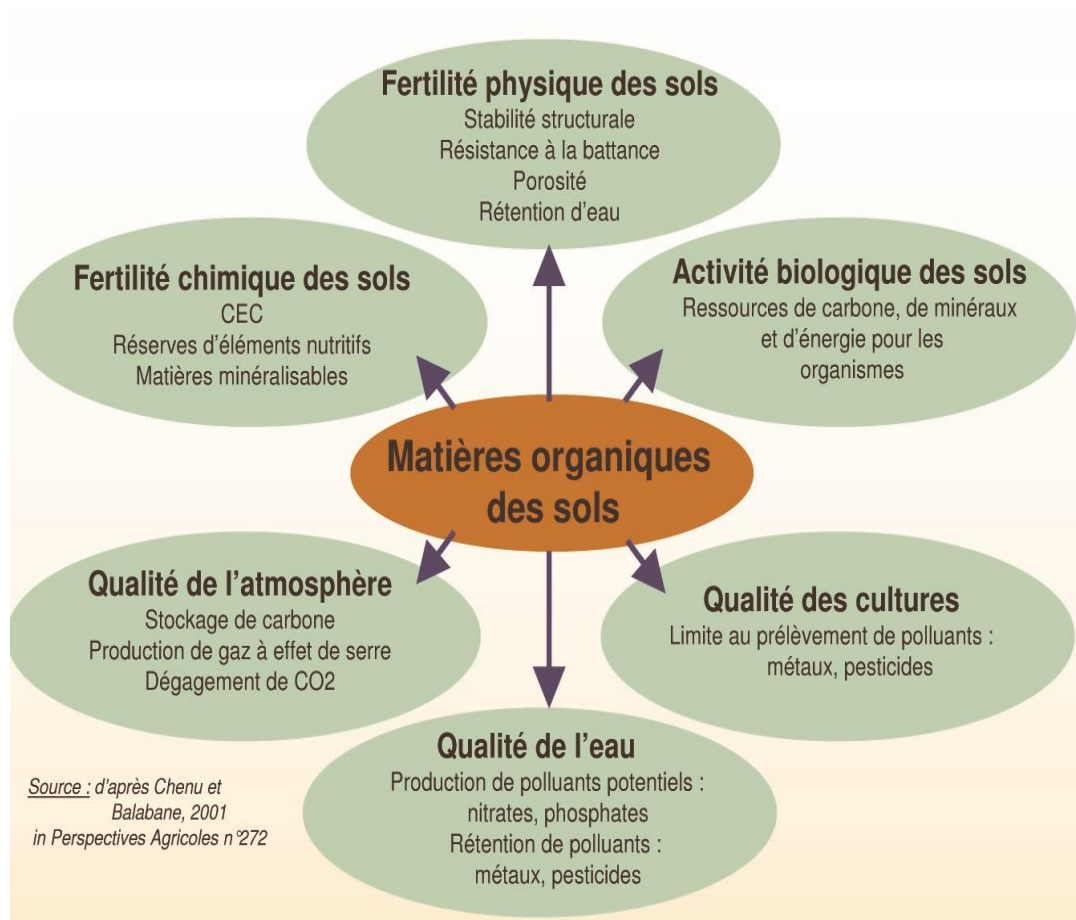 Fertilité physique des sols
Stabilité structurale
Résistance à la battance
Porosité
Rétention d'eau
Fertilité chimique des sols
CEC
Réserves d'éléments nutritifs
Matières minéralisables
Activité biologique des sols
Ressources de carbone, de minéraux
et d'énergie pour les
organismes
Matières organiques
des sols
Qualité de l'atmosphère
Stockage de carbone
Production de gaz à effet de serre
Dégagement de CO2
Qualité des cultures
Limite au prélèvement de polluants :
métaux, pesticides
Qualité de l'eau
Production de polluants potentiels :
nitrates, phosphates
Rétention de polluants :
métaux, pesticides
Source : d'après Chenu et
Balabane, 2001
in Perspectives Agricoles n°272